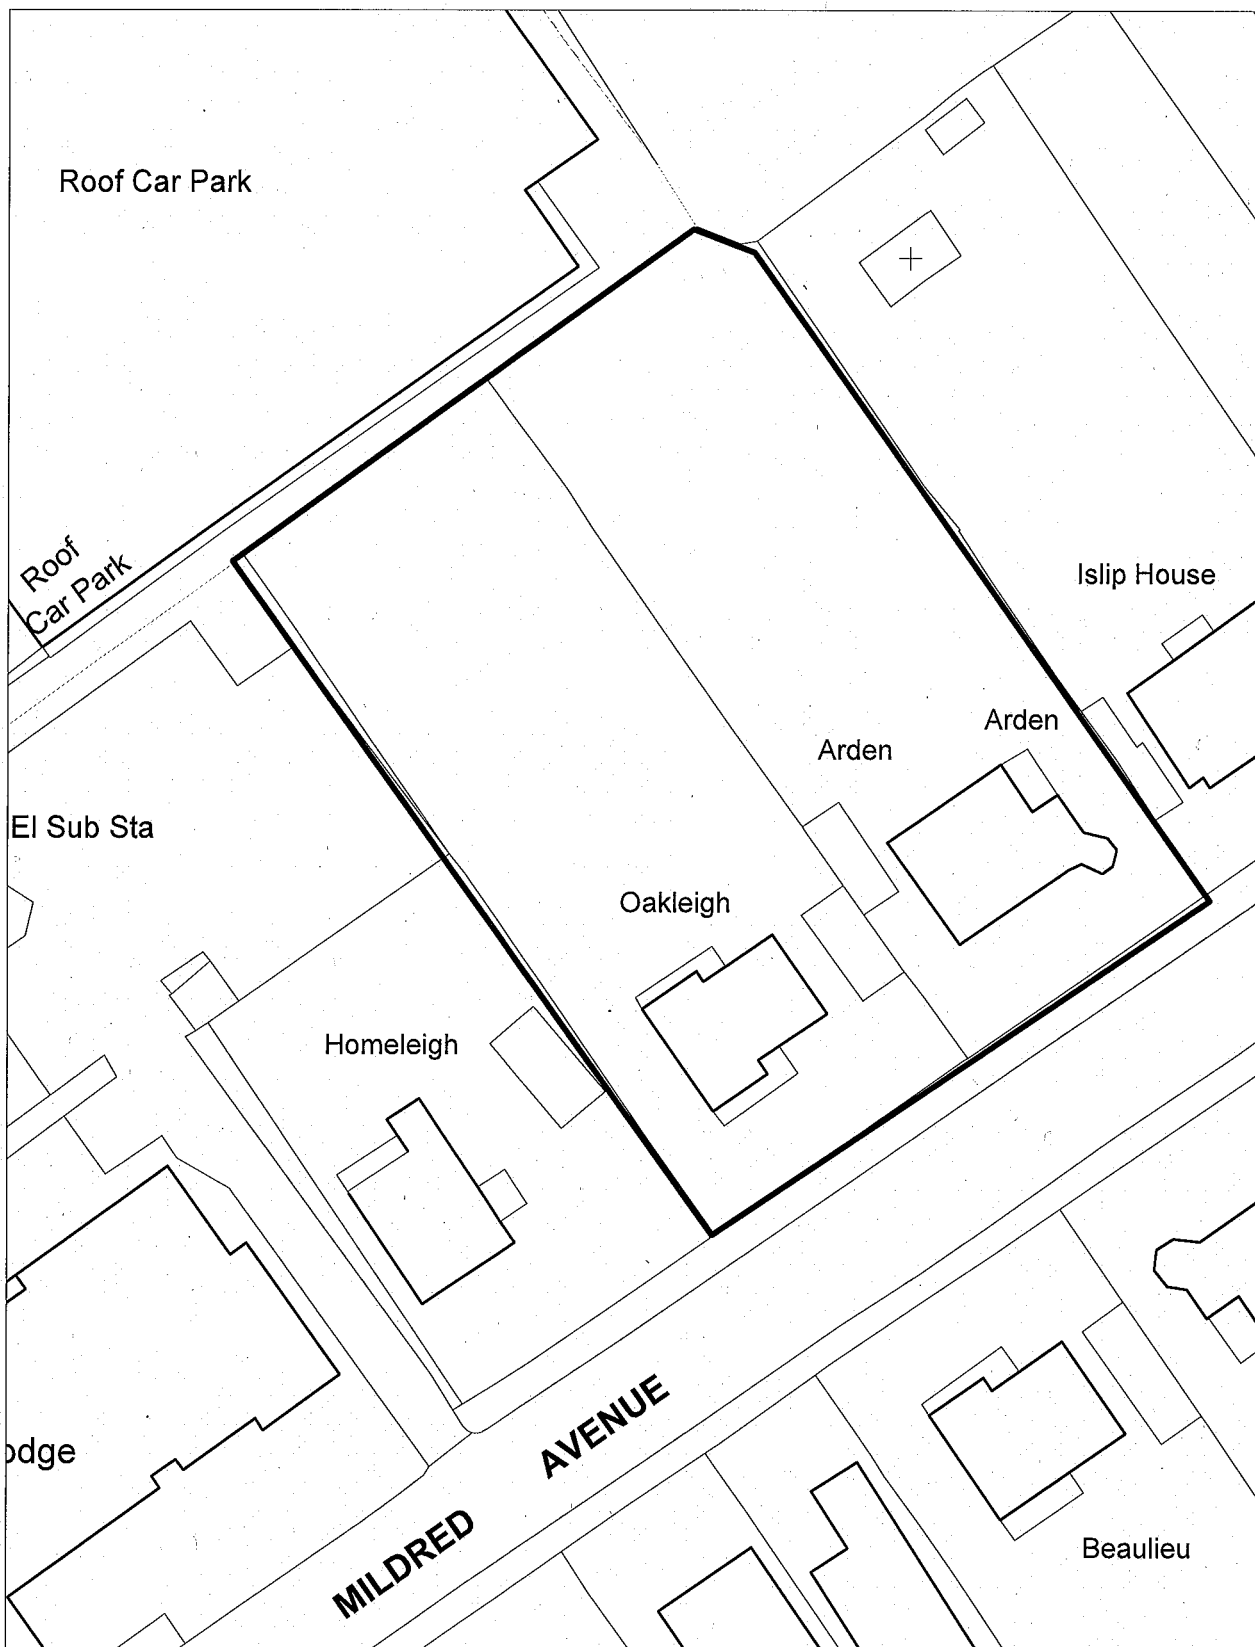 Roof Car Park
Roof
Car Park
Islip House
Arden
Arden
El Sub Sta
Oakleigh
Homeleigh
MILDRED AVENUE
odge
Beaulieu